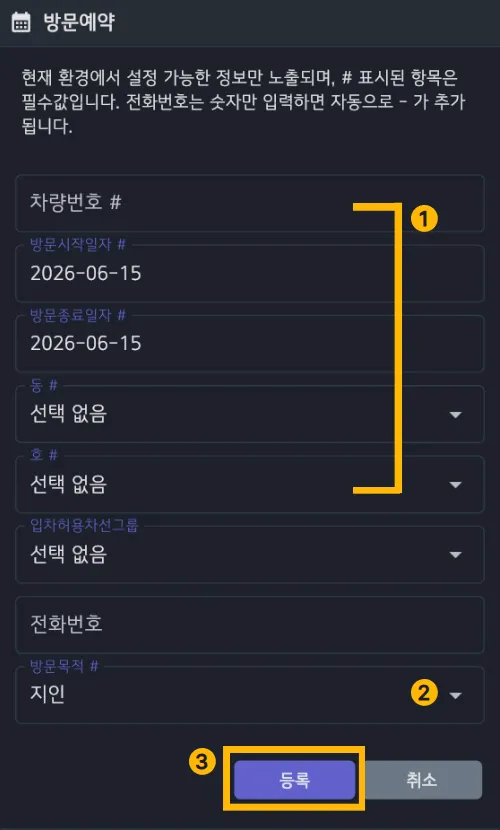 방문예약
현재 환경에서 설정 가능한 정보만 노출되며, # 표시된 항목은
필수값입니다. 전화번호는 숫자만 입력하면 자동으로 - 가 추가
됩니다.
차량번호 #
1
방문시작일자 #
2026-06-15
방문종료일자 #
2026-06-15
동 #
선택 없음
호 #
선택 없음
입차허용차선그룹
선택 없음
전화번호
방문목적 #
지인
2
3
등록
취소